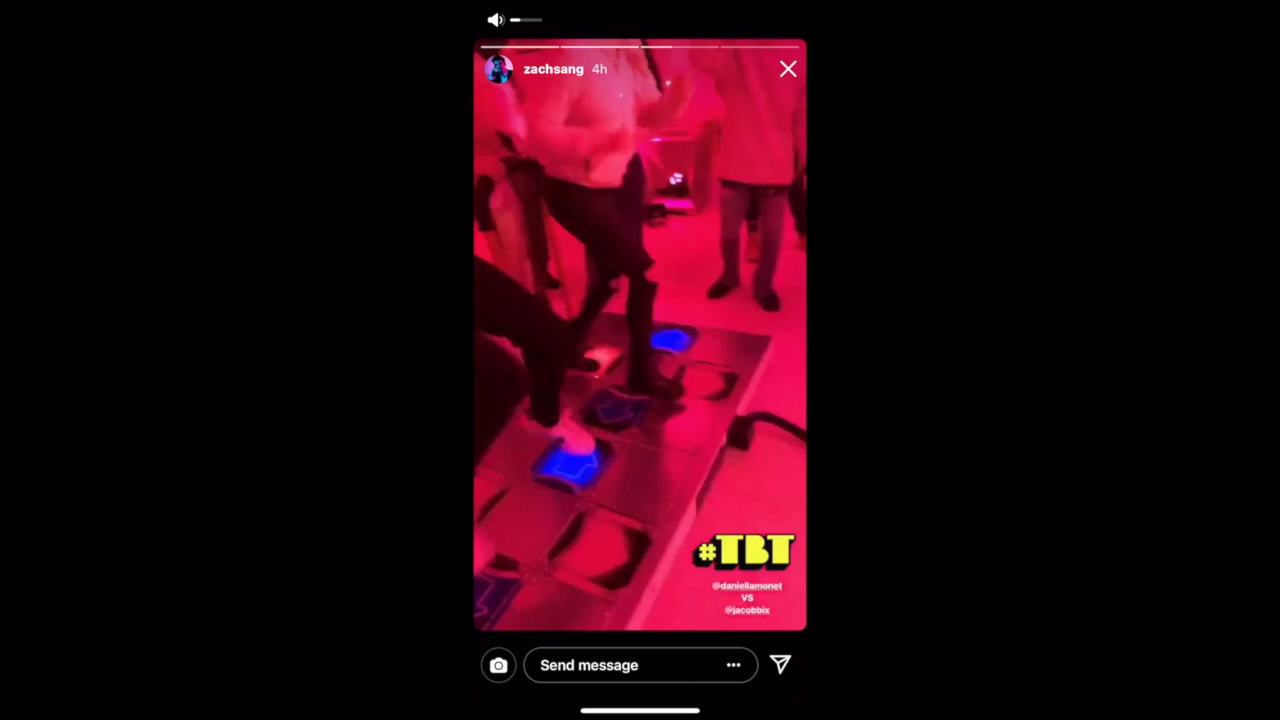 zachsang 4h
#TBT
@daniellamonet
VS
@jacobbix
Send message